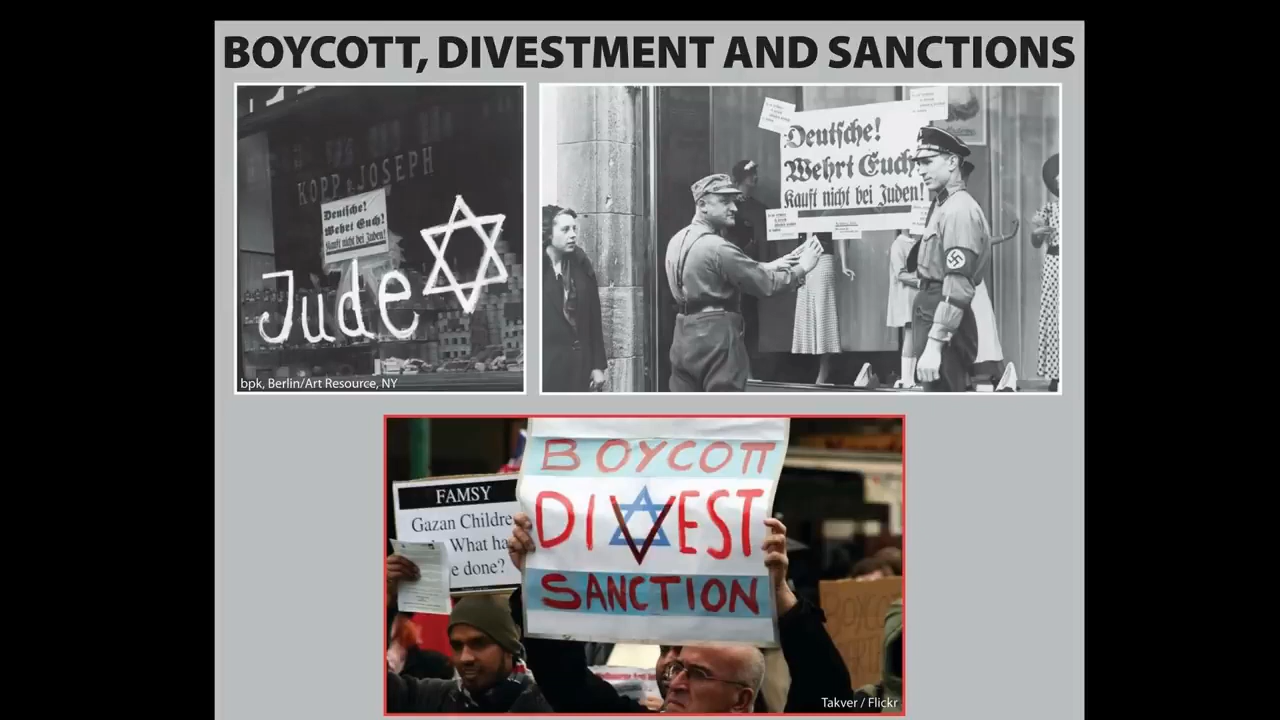 BOYCOTT, DIVESTMENT AND SANCTIONS
KOPP & JOSEPH
Deutsche!
Wehrt Euch!
Kauft nicht bei Juden!
Jude
bpk, Berlin/Art Resource, NY
Deutsche!
Wehrt Euch
Kauft nicht bei Juden!
BOYCOTT
DIVEST
SANCTION
FAMSY
Gazan Childre
What ha
e done?
BOYCO
Takver / Flickr